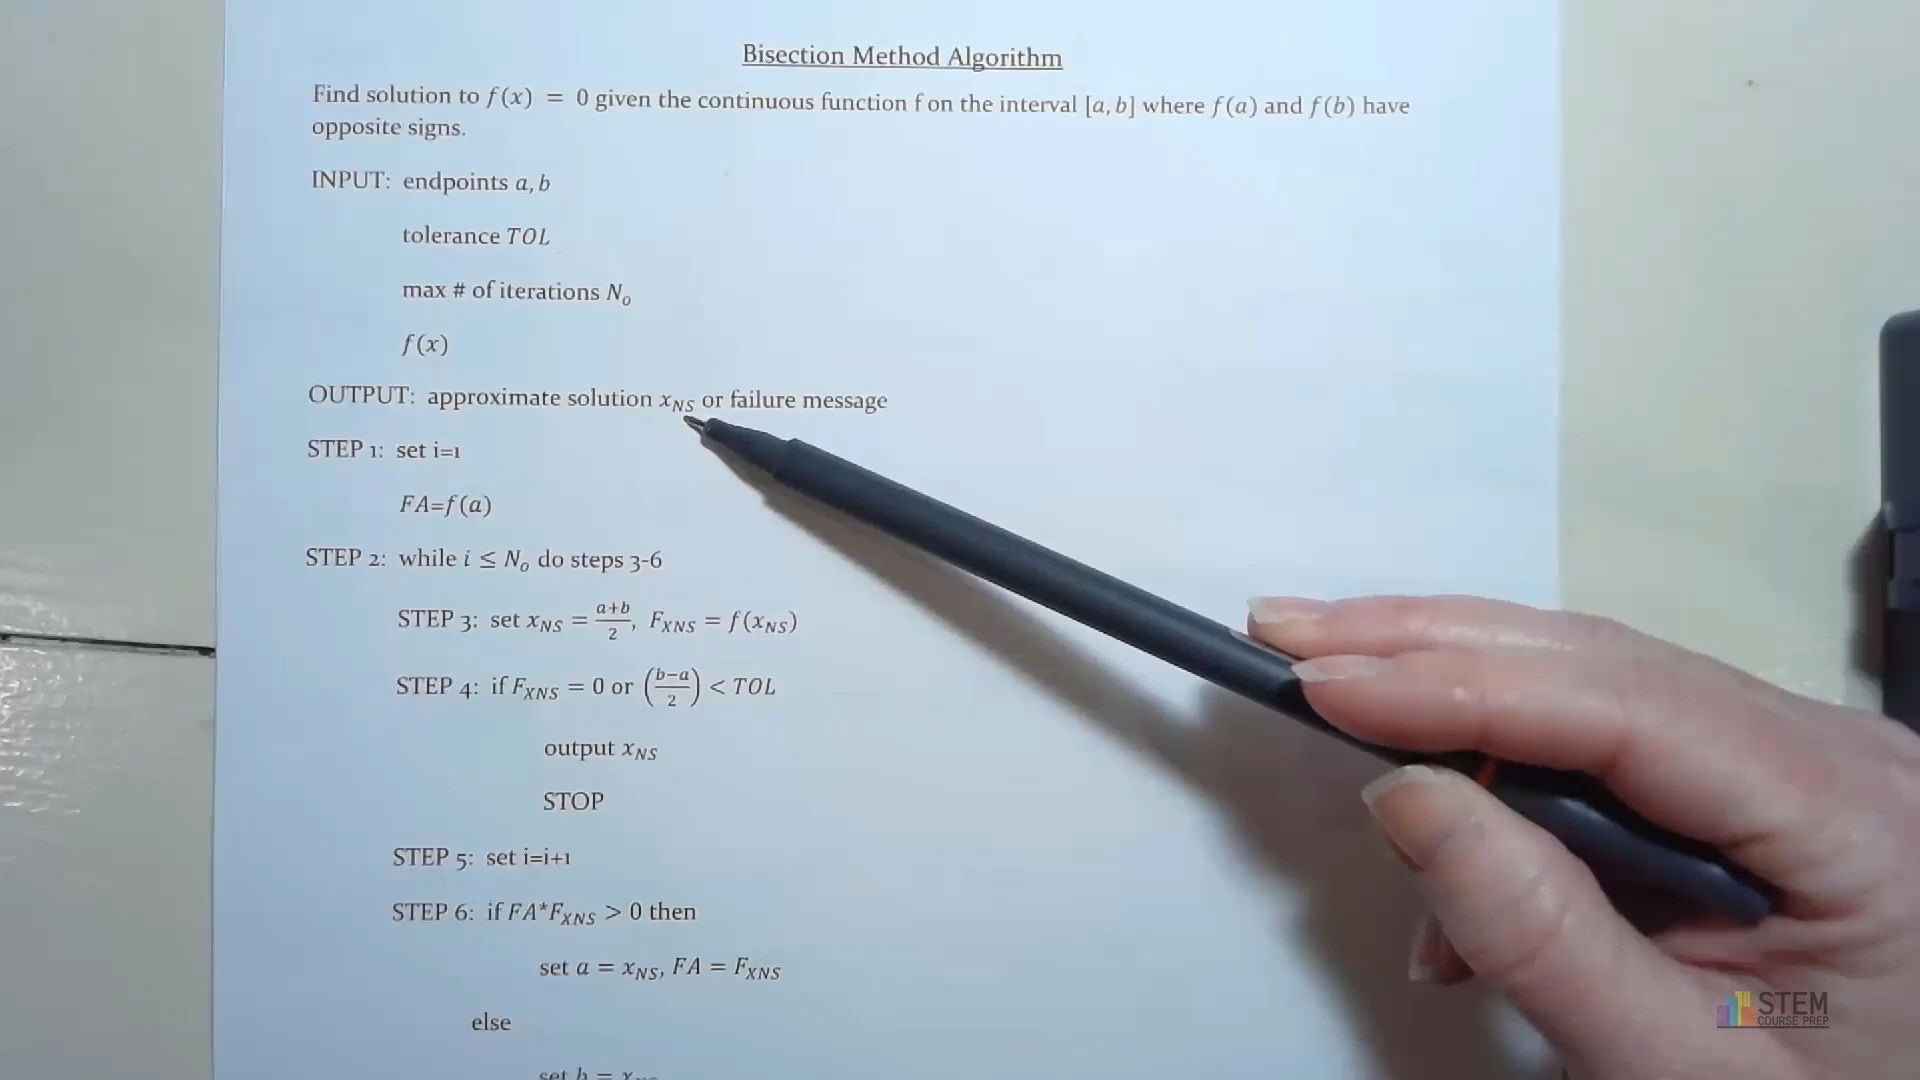 Bisection Method Algorithm
Find solution to f(x) = 0 given the continuous function f on the interval [a, b] where f(a) and f(b) have
opposite signs.
INPUT: endpoints a, b
tolerance TOL
max # of iterations N₀
f(x)
OUTPUT: approximate solution x_NS or failure message
STEP 1: set i=1
FA=f(a)
STEP 2: while i ≤ N₀ do steps 3-6
STEP 3: set x_NS = (a+b)/2, F_XNS = f(x_NS)
STEP 4: if F_XNS = 0 or ((b−a)/2) < TOL
output x_NS
STOP
STEP 5: set i=i+1
STEP 6: if FA*F_XNS > 0 then
set a = x_NS, FA = F_XNS
else
set b = x_NS
STEM
COURSE PREP